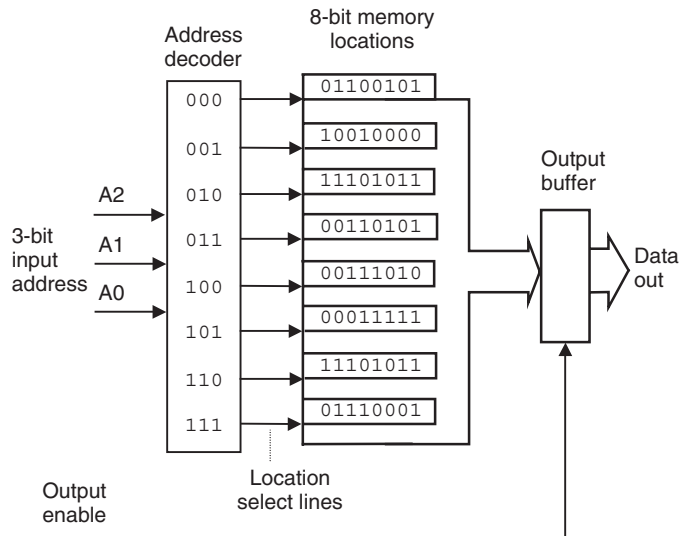 8-bit memory
locations
Address
decoder
000
01100101
001
10010000
010
11101011
011
00110101
100
00111010
101
00011111
110
11101011
111
01110001
A2
A1
A0
3-bit
input
address
Output
buffer
Data
out
Location
select lines
Output
enable